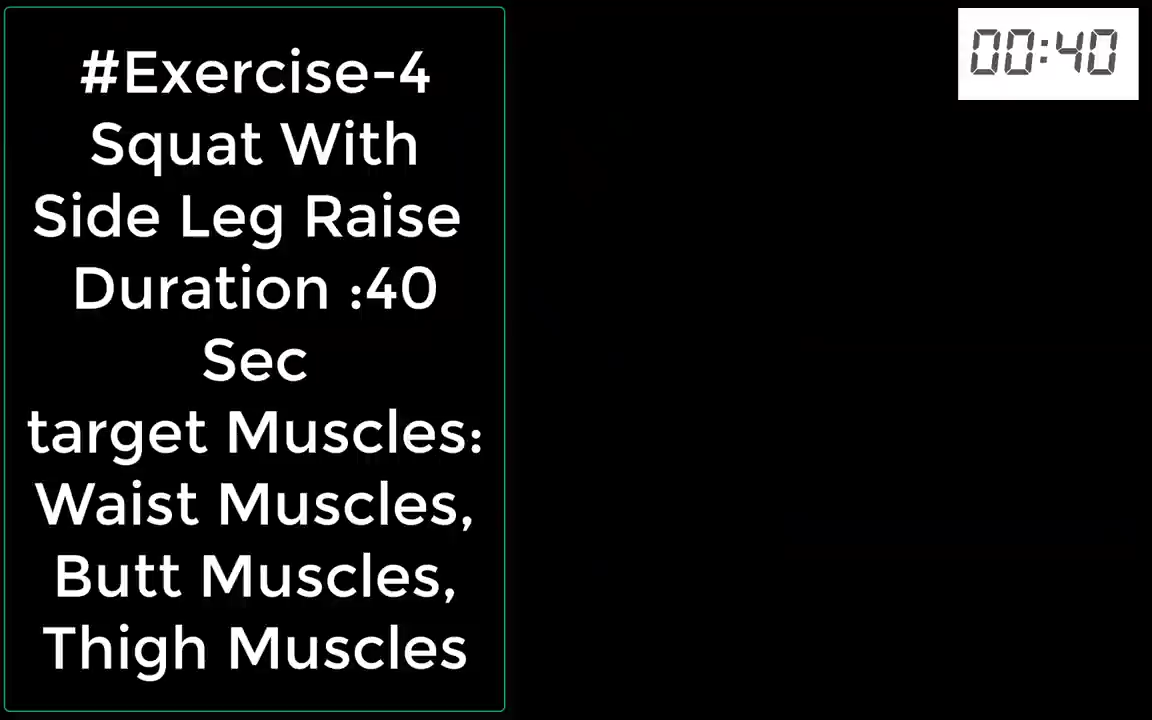 #Exercise-4
Squat With
Side Leg Raise
Duration :40
Sec
target Muscles:
Waist Muscles,
Butt Muscles,
Thigh Muscles
00:40